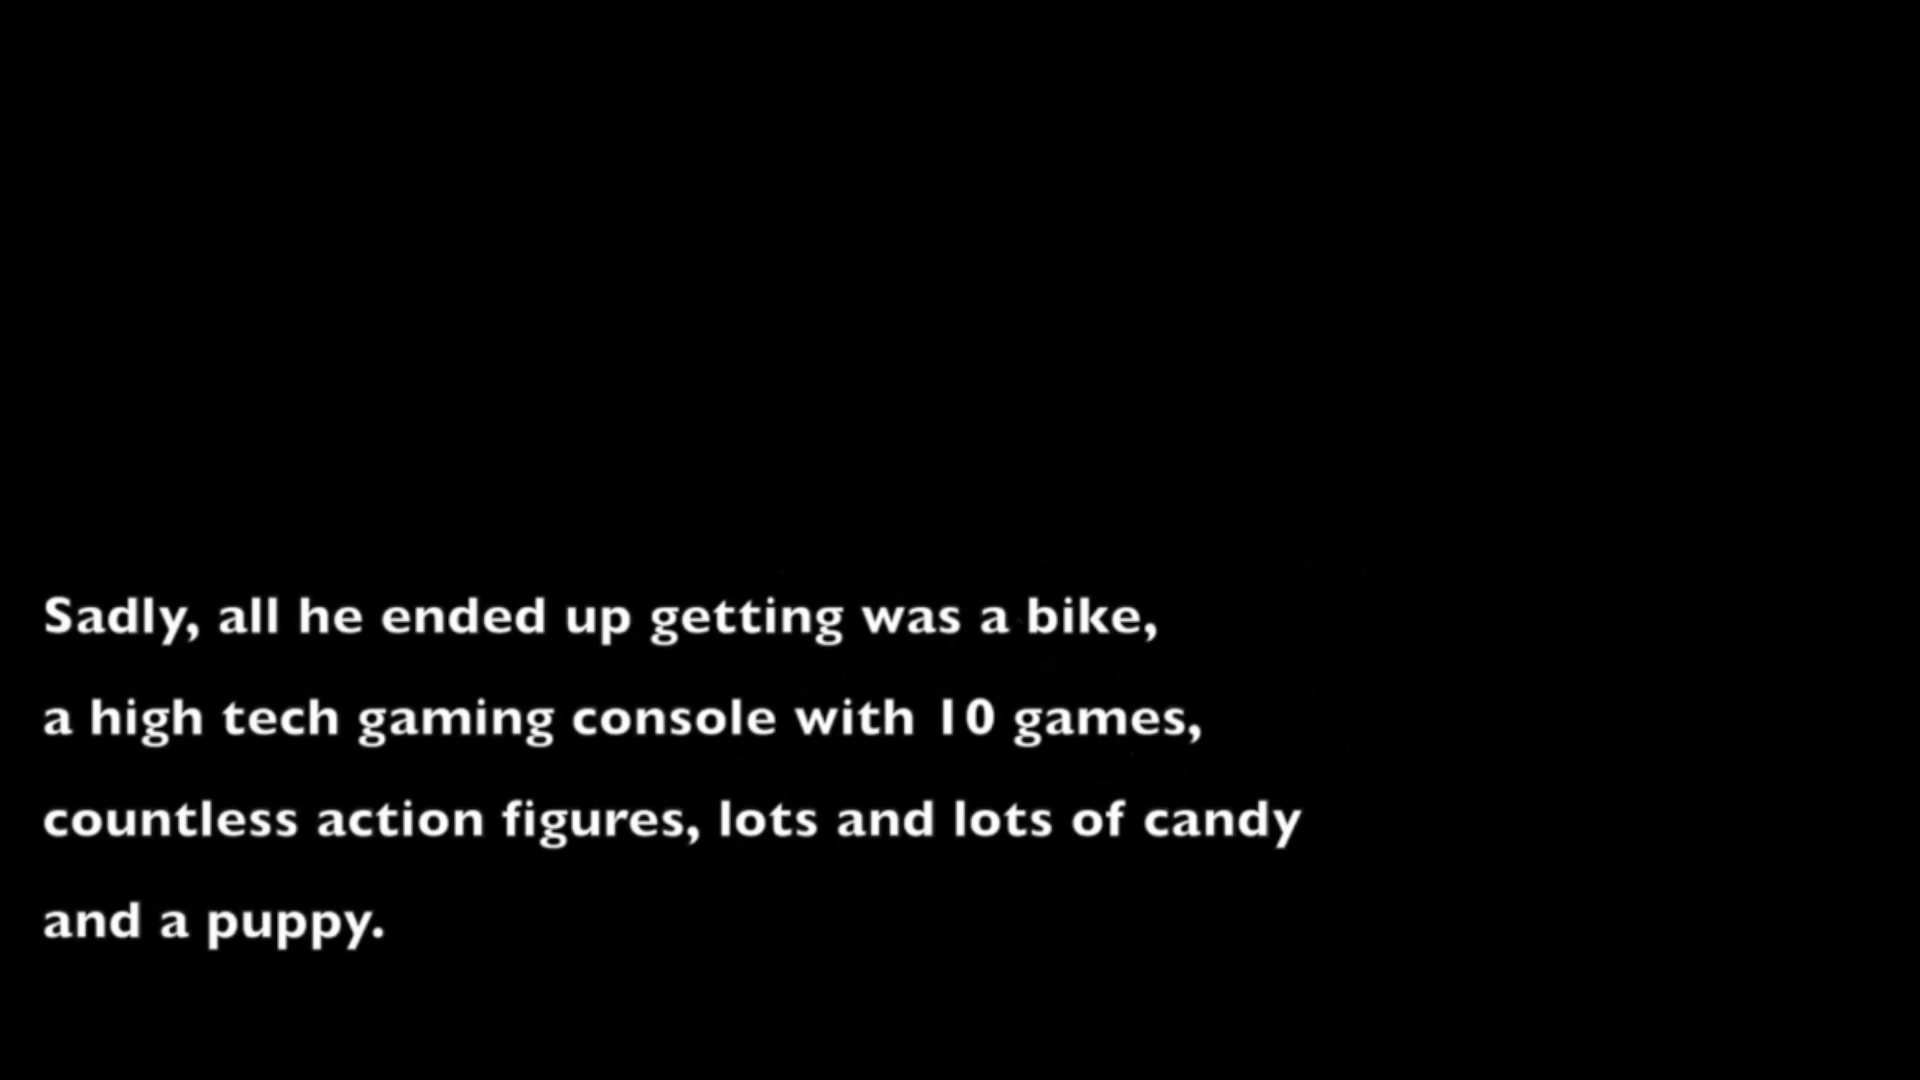 Sadly, all he ended up getting was a bike,
a high tech gaming console with 10 games,
countless action figures, lots and lots of candy
and a puppy.